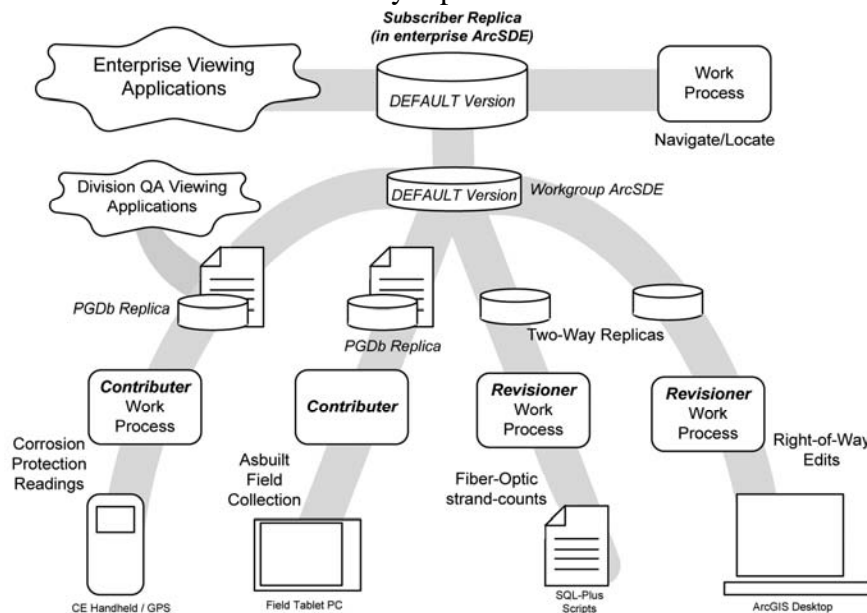 Subscriber Replica
(in enterprise ArcSDE)
Enterprise Viewing
Applications
DEFAULT Version
Work
Process
Navigate/Locate
Division QA Viewing
Applications
DEFAULT Version
Workgroup ArcSDE
PGDb Replica
PGDb Replica
Two-Way Replicas
Contributer
Work
Process
Contributer
Revisioner
Work
Process
Revisioner
Work
Process
Corrosion
Protection
Readings
Asbuilt
Field
Collection
Fiber-Optic
strand-counts
Right-of-Way
Edits
CE Handheld / GPS
Field Tablet PC
SQL-Plus
Scripts
ArcGIS Desktop